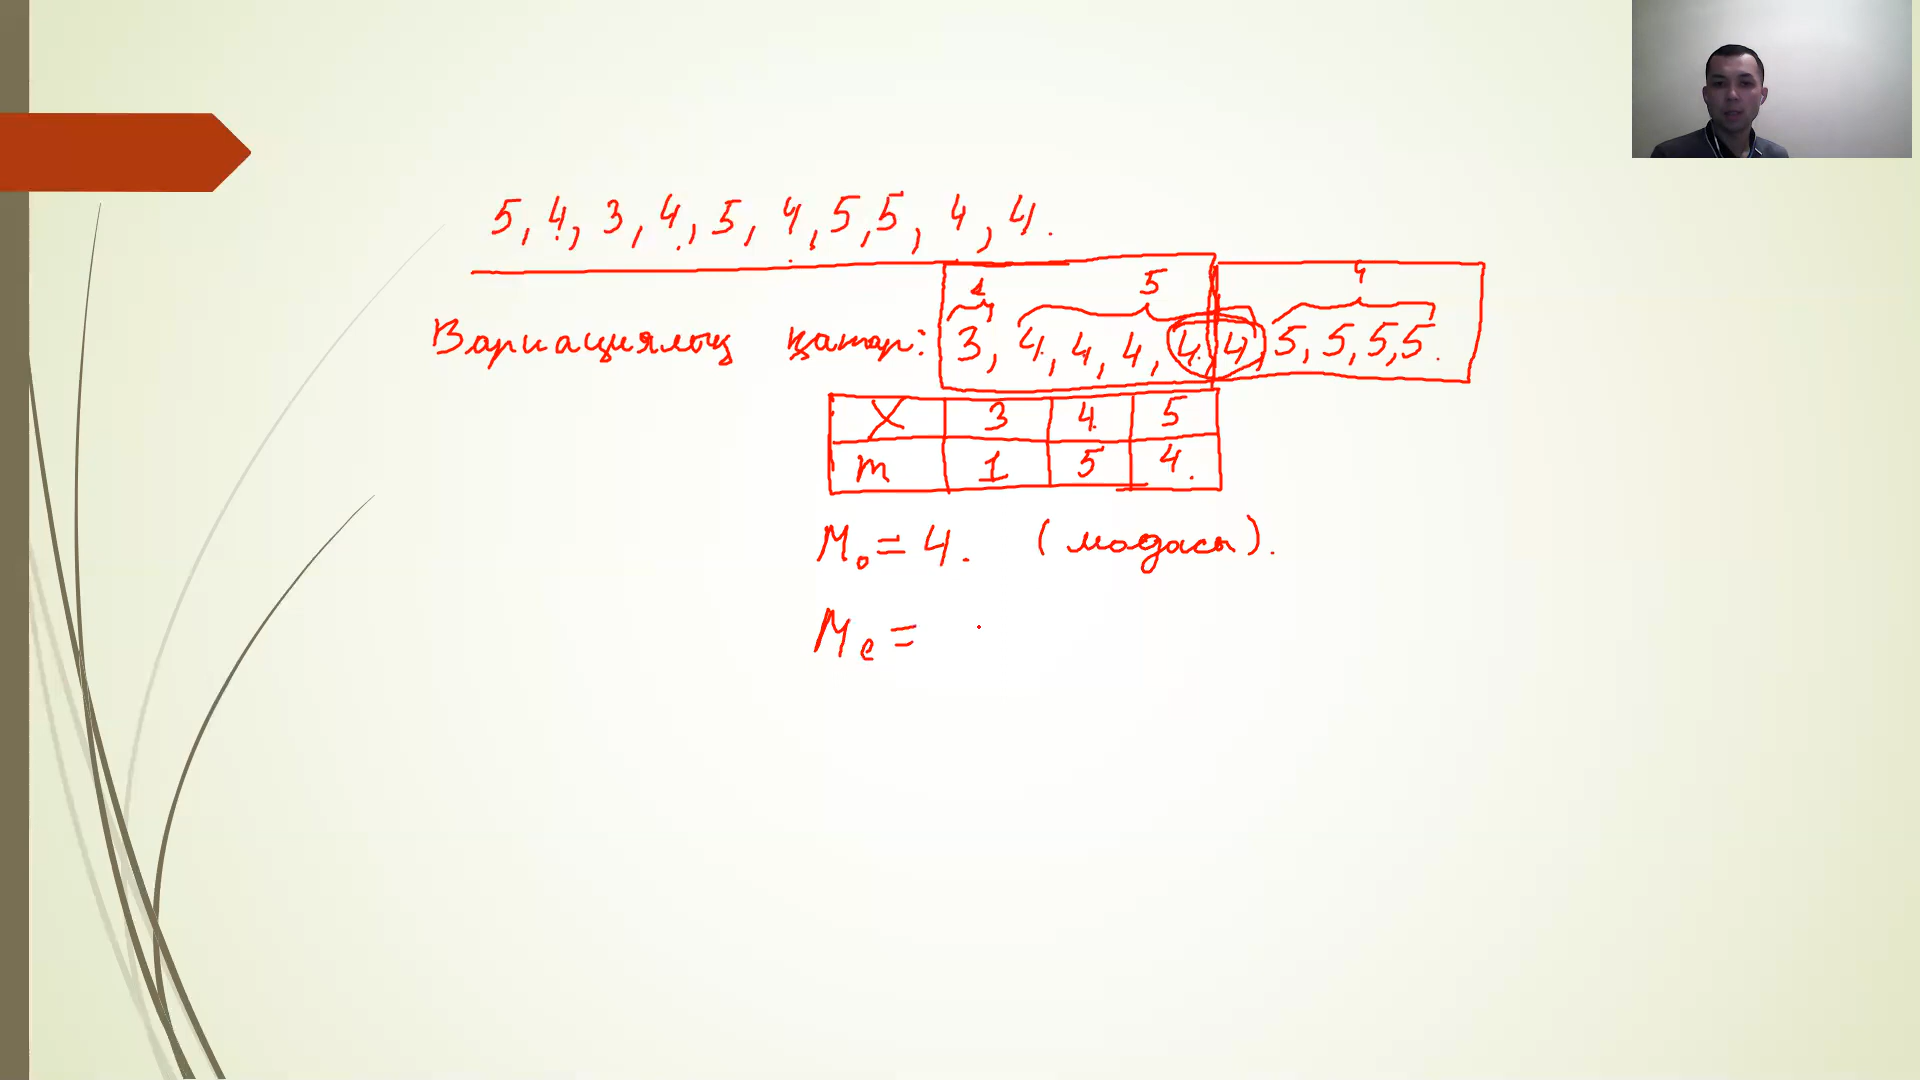 5, 4, 3, 4, 5, 4, 5, 5, 4, 4.
1 5 4
Вариациялық қатар: 3, 4, 4, 4, 4, 4, 5, 5, 5, 5.
X 3 4 5
m 1 5 4.
M₀ = 4. (модасы).
Me =